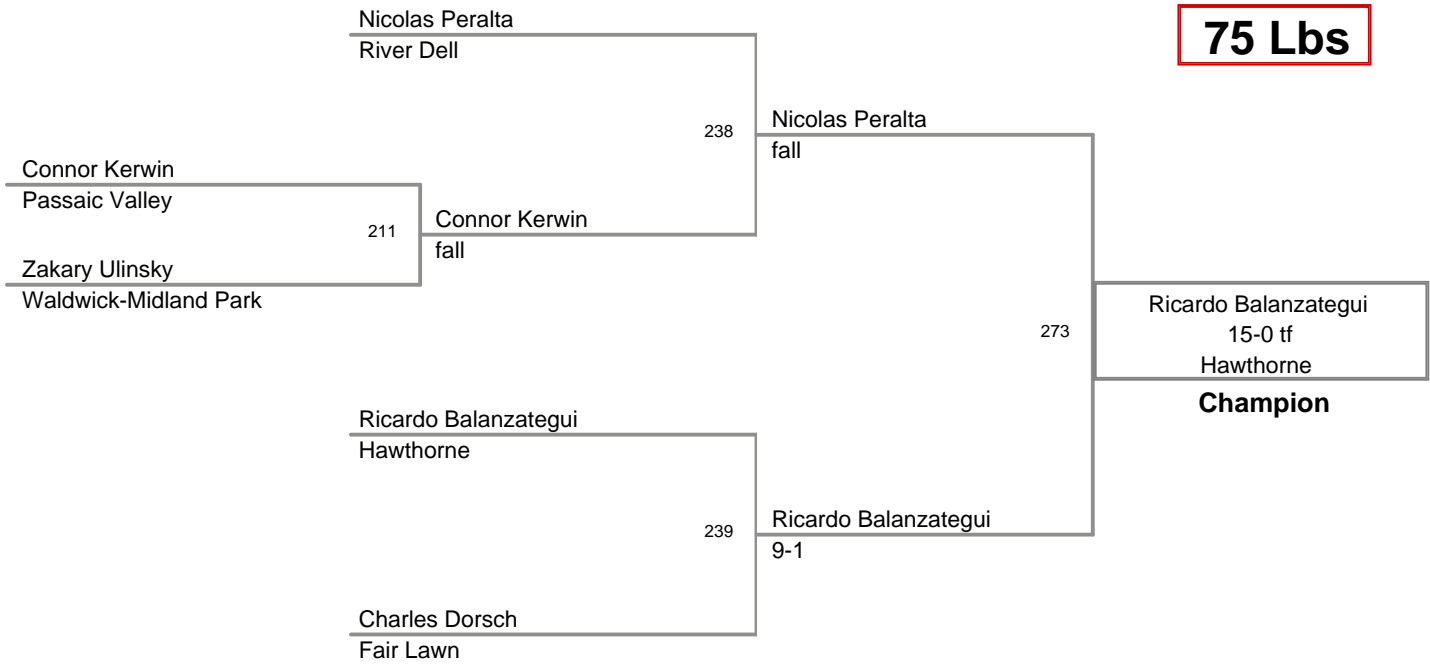 Nicolas Peralta
River Dell
75 Lbs
238
Nicolas Peralta
fall
Connor Kerwin
Passaic Valley
211
Connor Kerwin
fall
Zakary Ulinsky
Waldwick-Midland Park
273
Ricardo Balanzategui
15-0 tf
Hawthorne
Champion
Ricardo Balanzategui
Hawthorne
239
Ricardo Balanzategui
9-1
Charles Dorsch
Fair Lawn